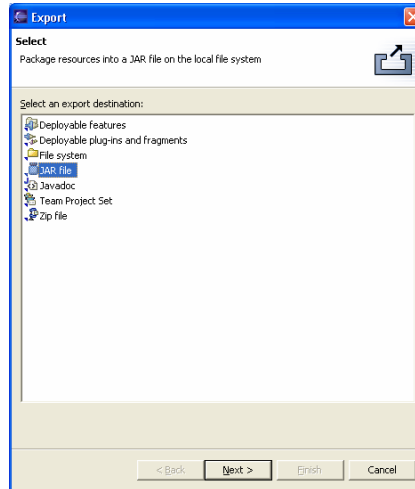 Export
Select
Package resources into a JAR file on the local file system
Select an export destination:
Deployable features
Deployable plug-ins and fragments
File system
JAR file
Javadoc
Team Project Set
Zip file
< Back Next > Finish Cancel